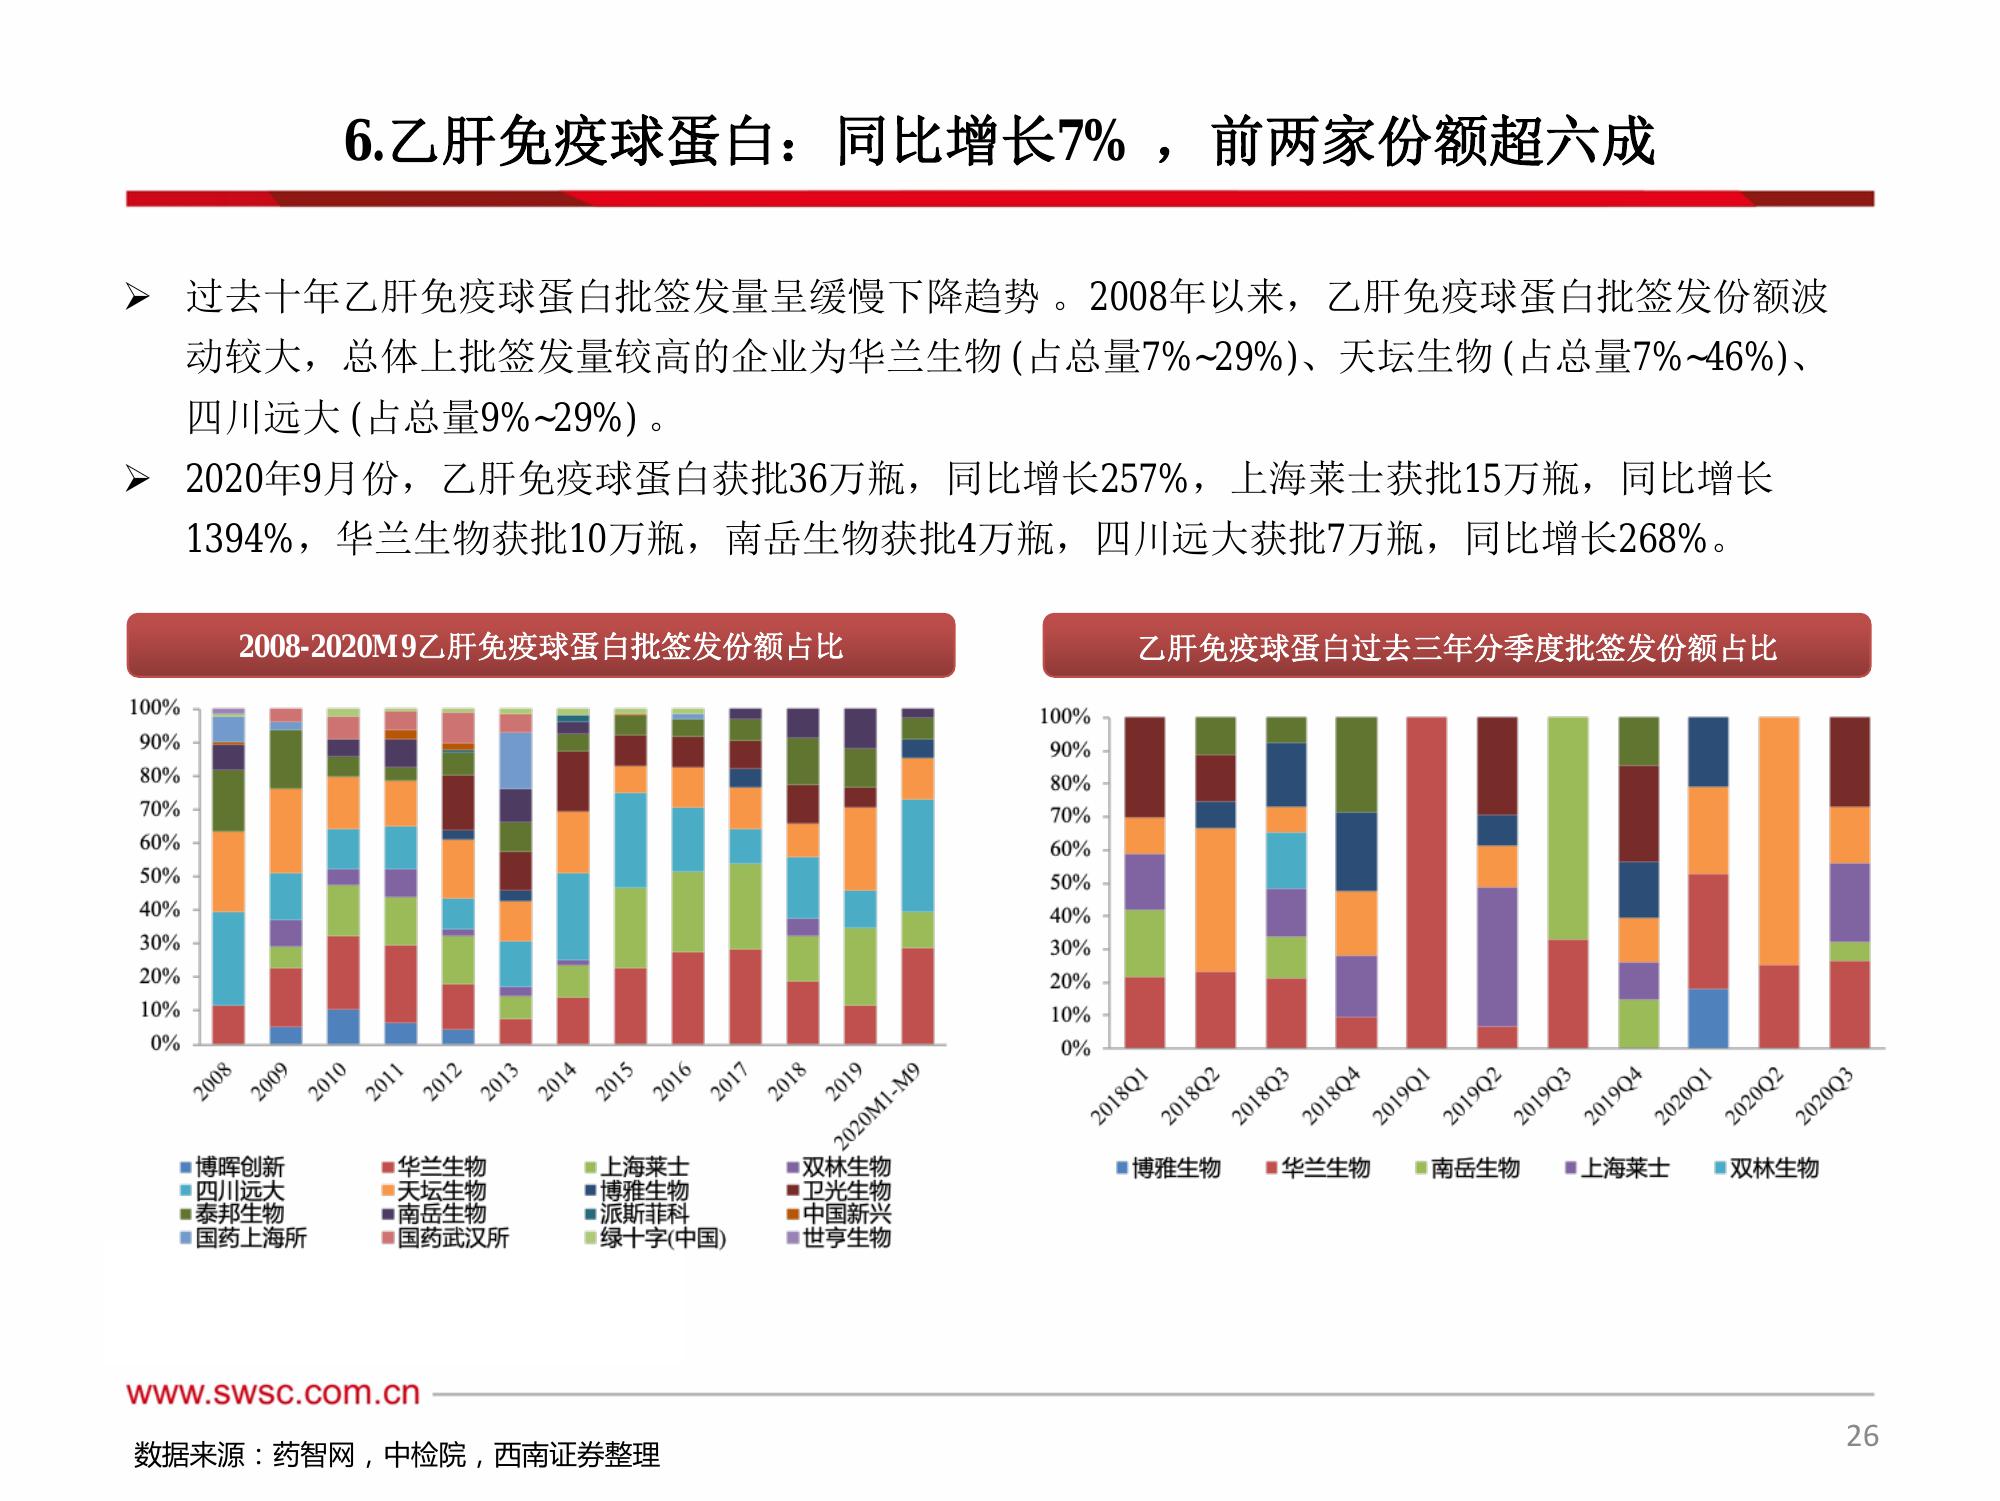 6.乙肝免疫球蛋白：同比增长7% ，前两家份额超六成
➢ 过去十年乙肝免疫球蛋白批签发量呈缓慢下降趋势 。2008年以来，乙肝免疫球蛋白批签发份额波
动较大，总体上批签发量较高的企业为华兰生物 (占总量7%~29%)、天坛生物 (占总量7%~46%)、
四川远大 (占总量9%~29%) 。
➢ 2020年9月份，乙肝免疫球蛋白获批36万瓶，同比增长257%，上海莱士获批15万瓶，同比增长
1394%，华兰生物获批10万瓶，南岳生物获批4万瓶，四川远大获批7万瓶，同比增长268%。
2008-2020M9乙肝免疫球蛋白批签发份额占比
100%
90%
80%
70%
60%
50%
40%
30%
20%
10%
0%
2008 2009 2010 2011 2012 2013 2014 2015 2016 2017 2018 2019 2020M1-M9
博晖创新 华兰生物 上海莱士 双林生物
四川远大 天坛生物 博雅生物 卫光生物
泰邦生物 南岳生物 派斯菲科 中国新兴
国药上海所 国药武汉所 绿十字(中国) 世亨生物
乙肝免疫球蛋白过去三年分季度批签发份额占比
100%
90%
80%
70%
60%
50%
40%
30%
20%
10%
0%
2018Q1 2018Q2 2018Q3 2018Q4 2019Q1 2019Q2 2019Q3 2019Q4 2020Q1 2020Q2 2020Q3
博雅生物 华兰生物 南岳生物 上海莱士 双林生物
www.swsc.com.cn
26
数据来源：药智网，中检院，西南证券整理